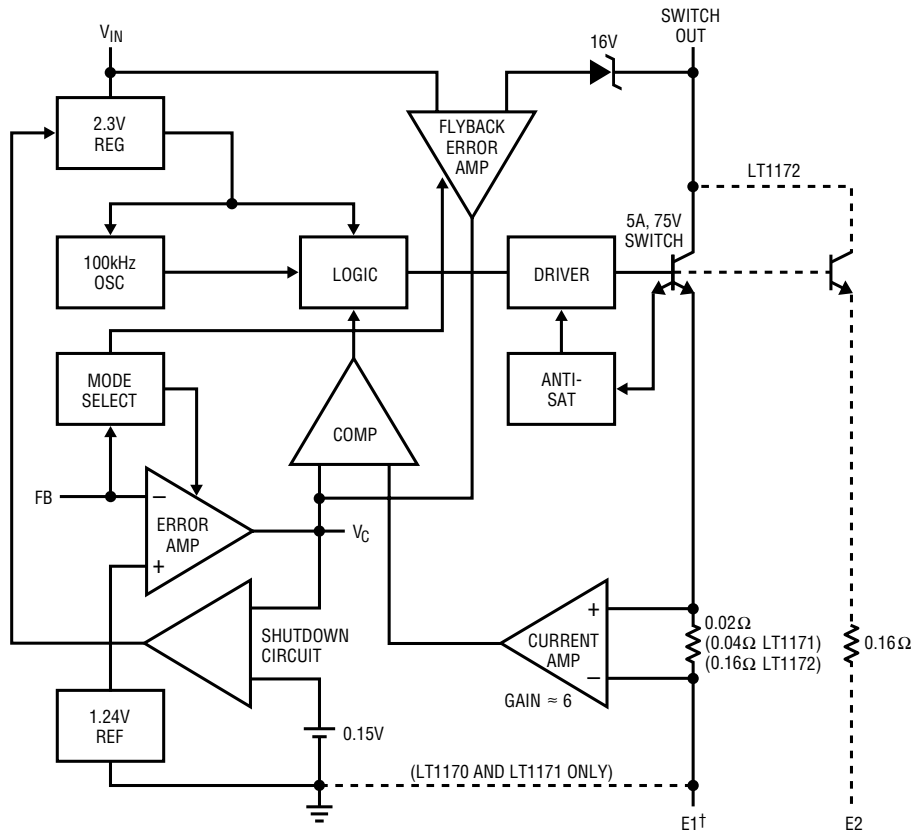 SWITCH
OUT
VIN
16V
2.3V
REG
FLYBACK
ERROR
AMP
LT1172
5A, 75V
SWITCH
100kHz
OSC
LOGIC
DRIVER
MODE
SELECT
ANTI-
SAT
COMP
FB
–
ERROR
AMP
+
VC
SHUTDOWN
CIRCUIT
+
CURRENT
AMP
–
GAIN ≈ 6
0.02Ω
(0.04Ω LT1171)
(0.16Ω LT1172)
0.16Ω
1.24V
REF
0.15V
(LT1170 AND LT1171 ONLY)
E1†
E2